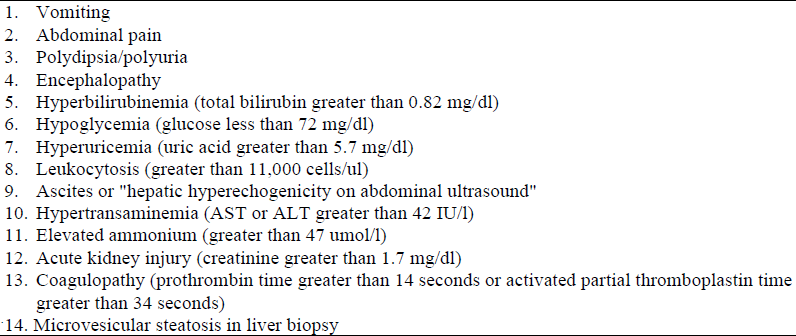 1. Vomiting
2. Abdominal pain
3. Polydipsia/polyuria
4. Encephalopathy
5. Hyperbilirubinemia (total bilirubin greater than 0.82 mg/dl)
6. Hypoglycemia (glucose less than 72 mg/dl)
7. Hyperuricemia (uric acid greater than 5.7 mg/dl)
8. Leukocytosis (greater than 11,000 cells/ul)
9. Ascites or "hepatic hyperechogenicity on abdominal ultrasound"
10. Hypertransaminemia (AST or ALT greater than 42 IU/l)
11. Elevated ammonium (greater than 47 umol/l)
12. Acute kidney injury (creatinine greater than 1.7 mg/dl)
13. Coagulopathy (prothrombin time greater than 14 seconds or activated partial thromboplastin time
greater than 34 seconds)
14. Microvesicular steatosis in liver biopsy